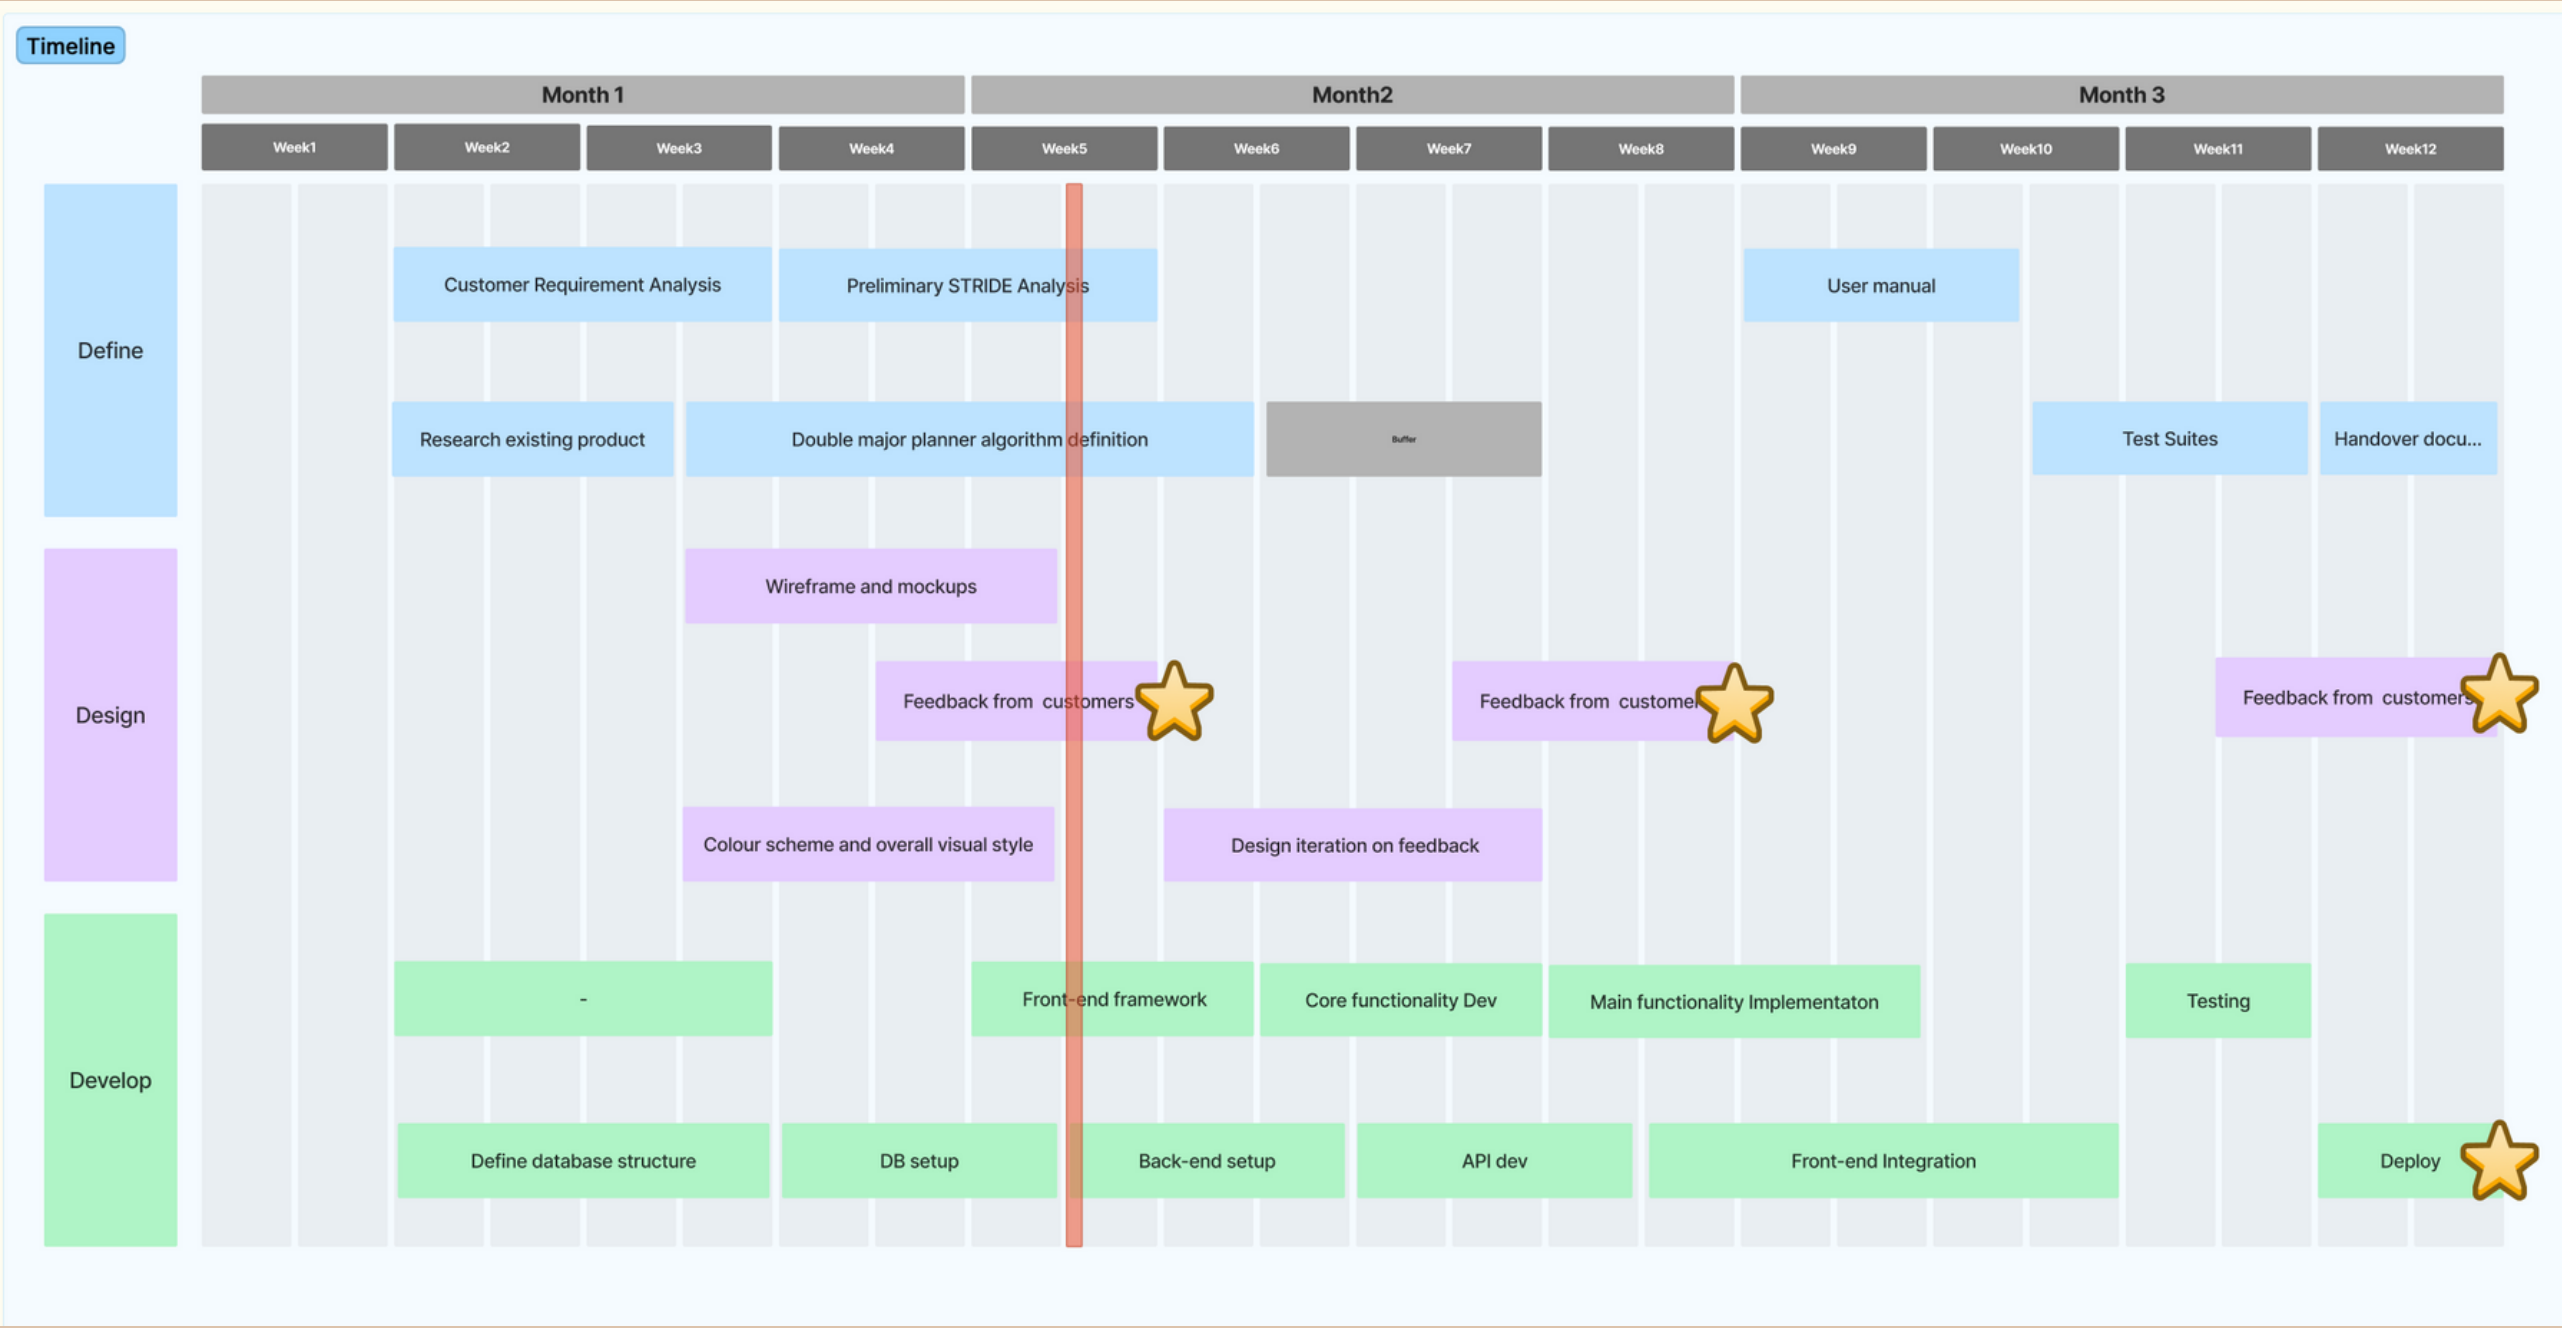 Timeline
Month 1
Month2
Month 3
Week1
Week2
Week3
Week4
Week5
Week6
Week7
Week8
Week9
Week10
Week11
Week12
Define
Customer Requirement Analysis
Preliminary STRIDE Analysis
User manual
Research existing product
Double major planner algorithm definition
Buffer
Test Suites
Handover docu...
Design
Wireframe and mockups
Feedback from customers
Feedback from customer
Feedback from customers
Colour scheme and overall visual style
Design iteration on feedback
Develop
-
Front-end framework
Core functionality Dev
Main functionality Implementaton
Testing
Define database structure
DB setup
Back-end setup
API dev
Front-end Integration
Deploy